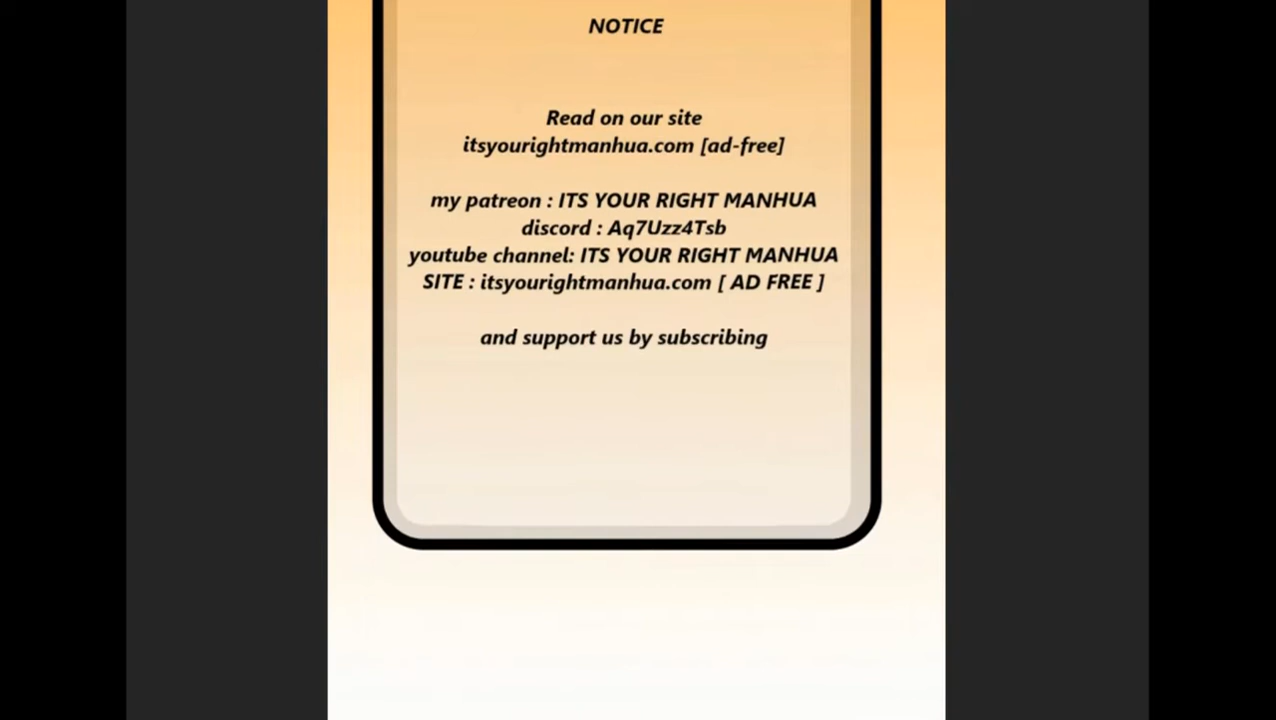 NOTICE
Read on our site
itsyourightmanhua.com [ad-free]
my patreon : ITS YOUR RIGHT MANHUA
discord : Aq7Uzz4Tsb
youtube channel: ITS YOUR RIGHT MANHUA
SITE : itsyourightmanhua.com [ AD FREE ]
and support us by subscribing